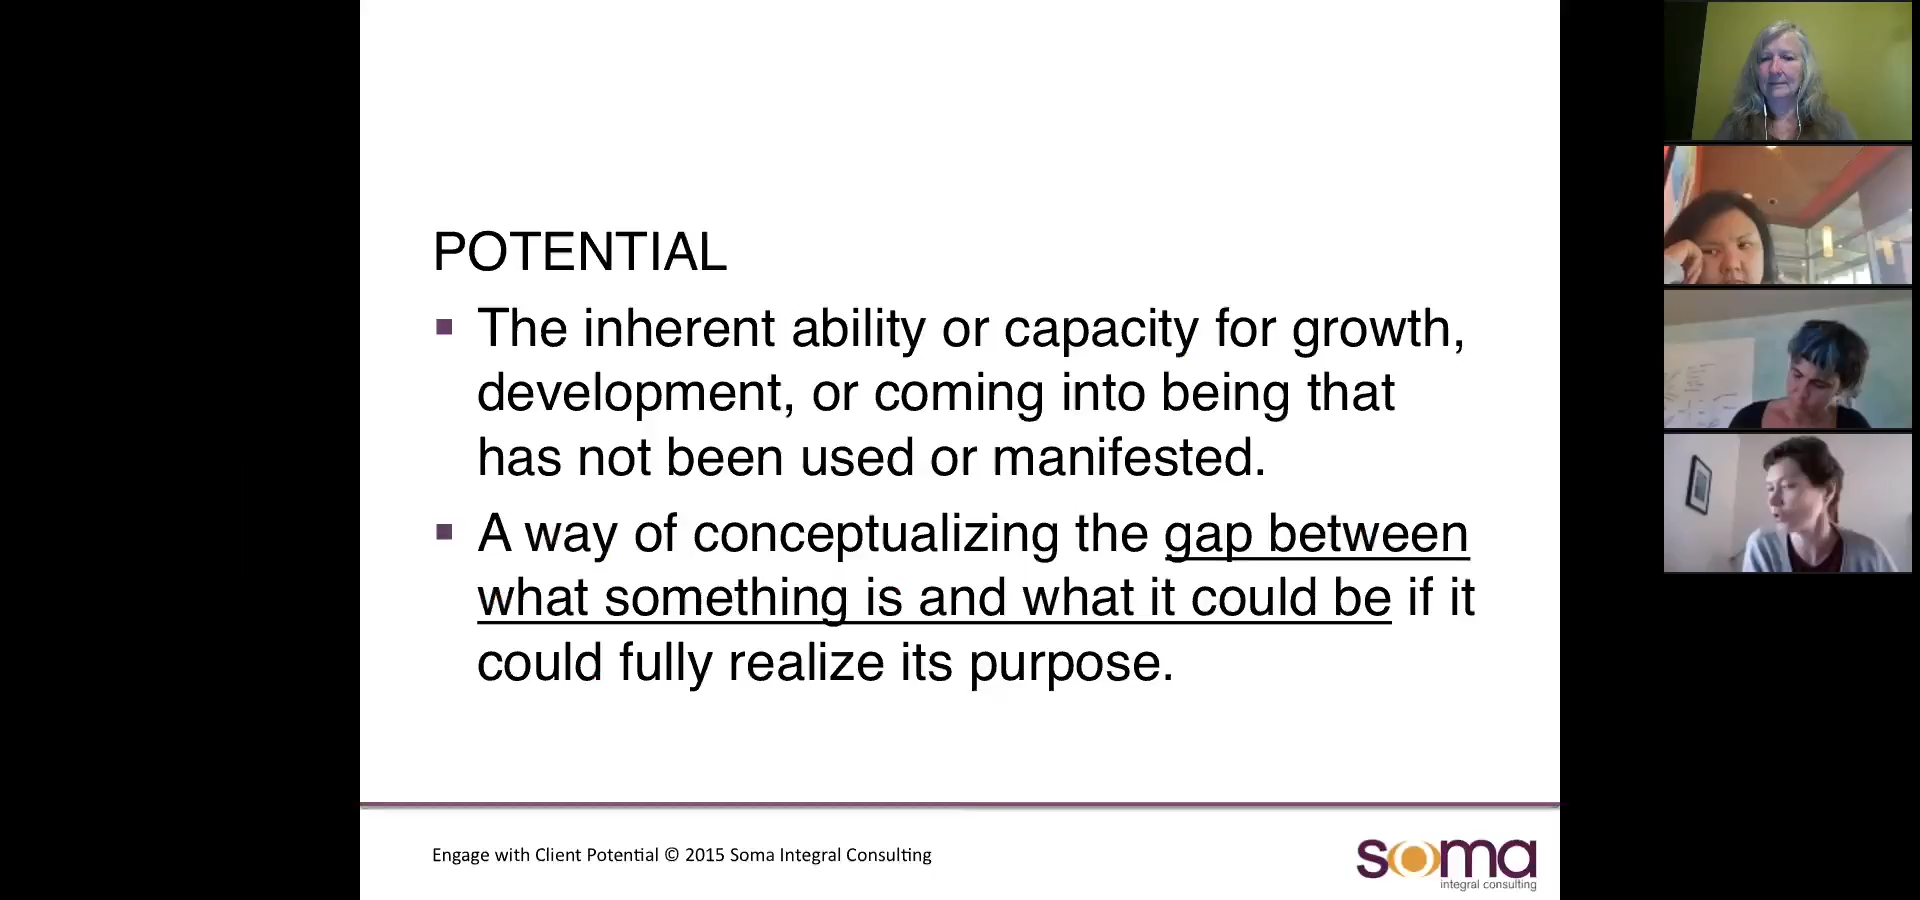 POTENTIAL
The inherent ability or capacity for growth,
development, or coming into being that
has not been used or manifested.
A way of conceptualizing the gap between
what something is and what it could be if it
could fully realize its purpose.
Engage with Client Potential © 2015 Soma Integral Consulting
soma
integral consulting